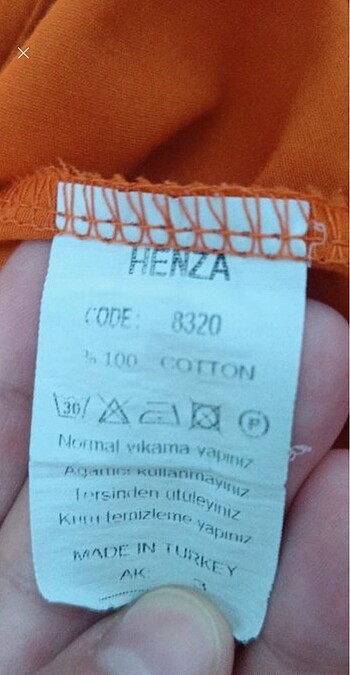 HENZA
CODE: 8320
% 100 COTTON
30 P
Normal yıkama yapınız
Ağartıcı kullanmayınız
Tersinden ütüleyiniz
Kuru temizleme yapınız
MADE IN TURKEY
AK: